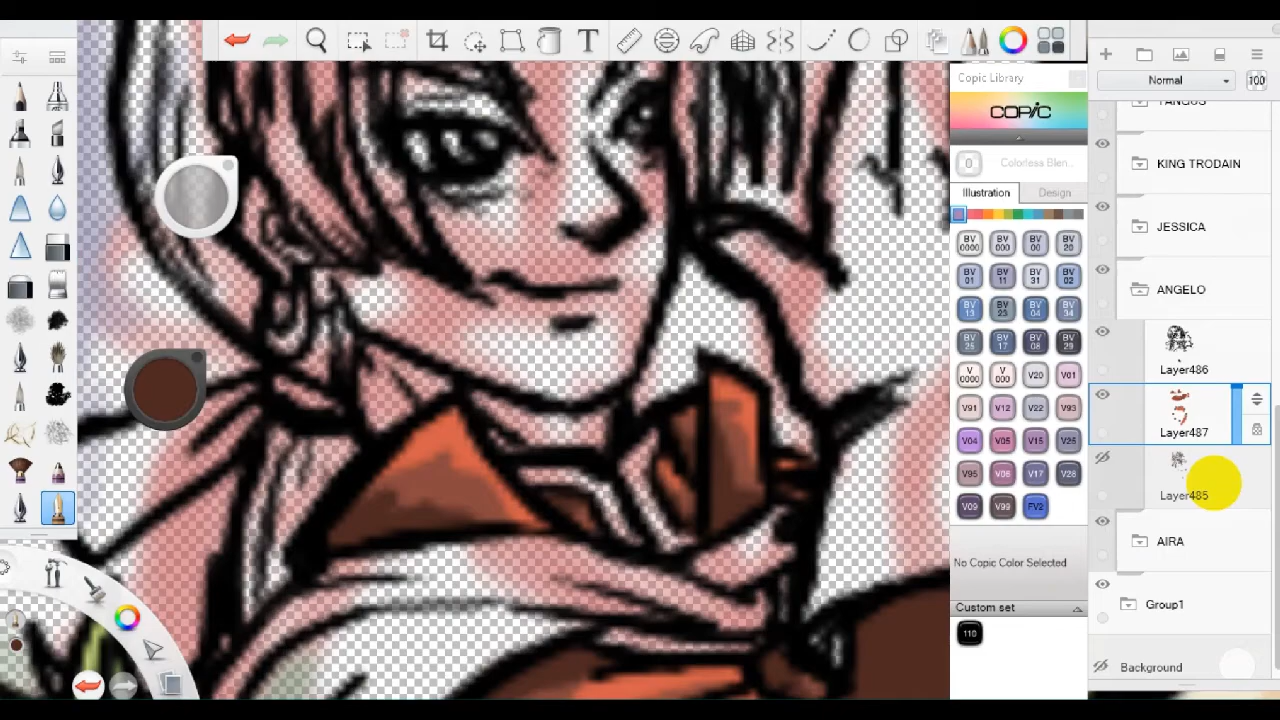 T
Copic Library
COPIC
0 Colorless Blen...
Illustration Design
BV 0000 BV 000 BV 00 BV 20
BV 01 BV 11 BV 31 BV 02
BV 13 BV 23 BV 04 BV 34
BV 25 BV 17 BV 08 BV 29
V 0000 V 000 V20 V01
V91 V12 V22 V93
V04 V05 V15 V25
V95 V06 V17 V28
V09 V99 FV2
No Copic Color Selected
Custom set
110
Normal 100
KING TRODAIN
JESSICA
ANGELO
Layer486
Layer487
Layer485
AIRA
Group1
Background